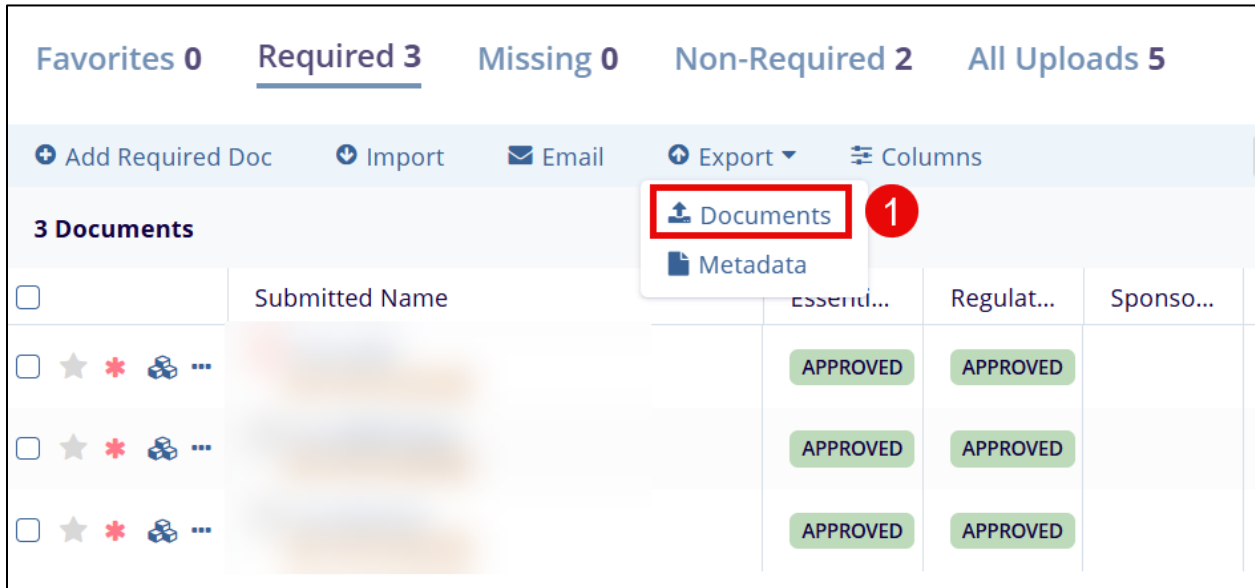 Favorites 0 Required 3 Missing 0 Non-Required 2 All Uploads 5
Add Required Doc Import Email Export Columns
Documents 1
3 Documents
Metadata
Submitted Name Essenti... Regulat... Sponso...
APPROVED APPROVED
APPROVED APPROVED
APPROVED APPROVED